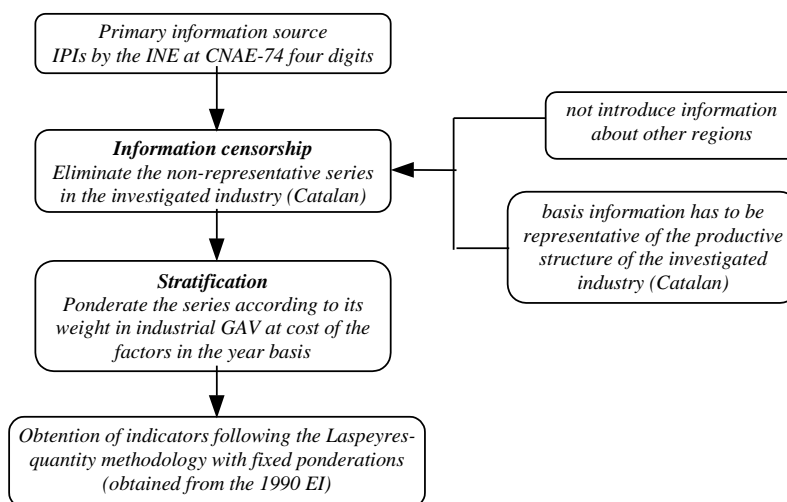 Primary information source
IPIs by the INE at CNAE-74 four digits
not introduce information
about other regions
Information censorship
Eliminate the non-representative series
in the investigated industry (Catalan)
basis information has to be
representative of the productive
structure of the investigated
industry (Catalan)
Stratification
Ponderate the series according to its
weight in industrial GAV at cost of the
factors in the year basis
Obtention of indicators following the Laspeyres-
quantity methodology with fixed ponderations
(obtained from the 1990 EI)